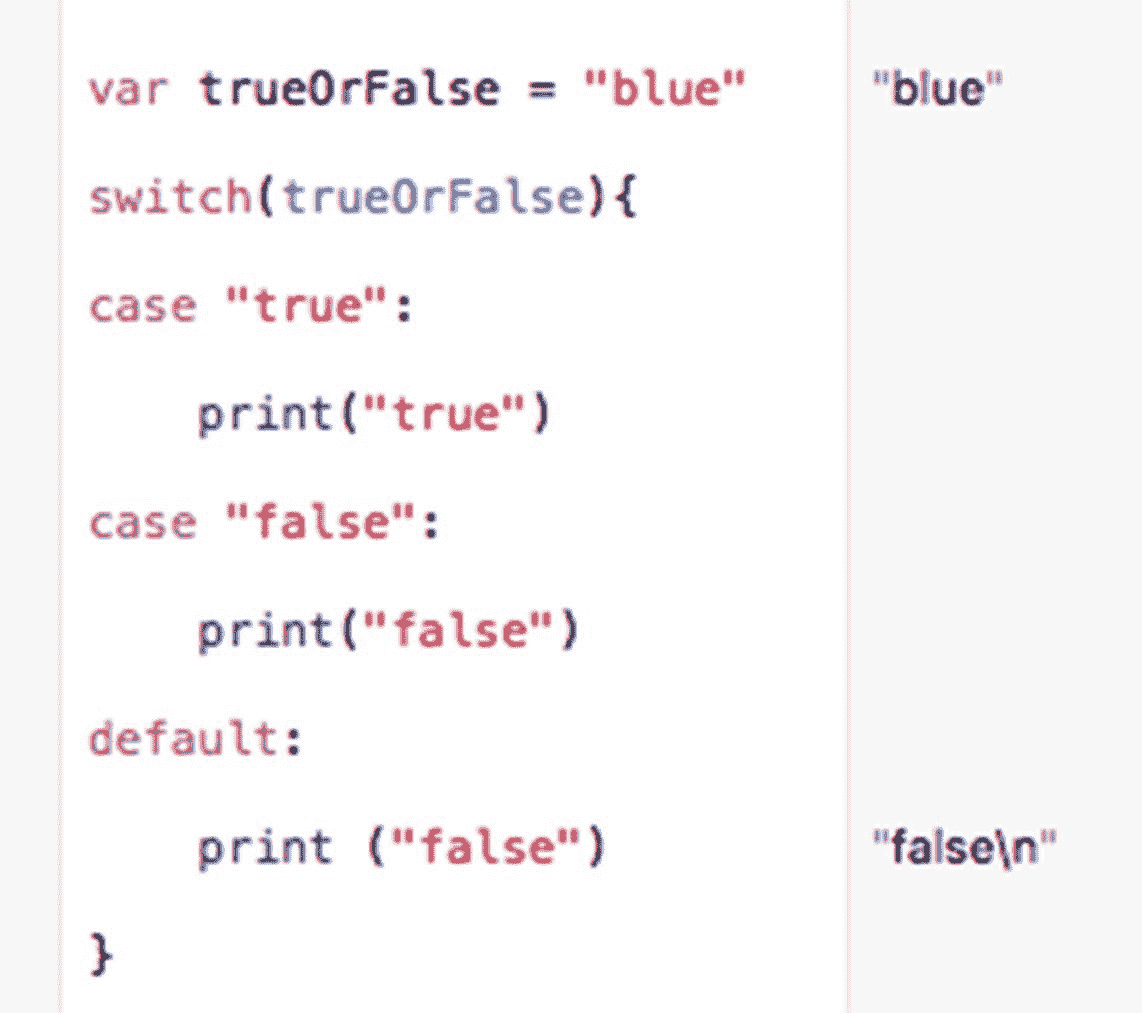 var trueOrFalse = "blue" "blue"
switch(trueOrFalse){
case "true":
    print("true")
case "false":
    print("false")
default:
    print ("false") "false\n"
}